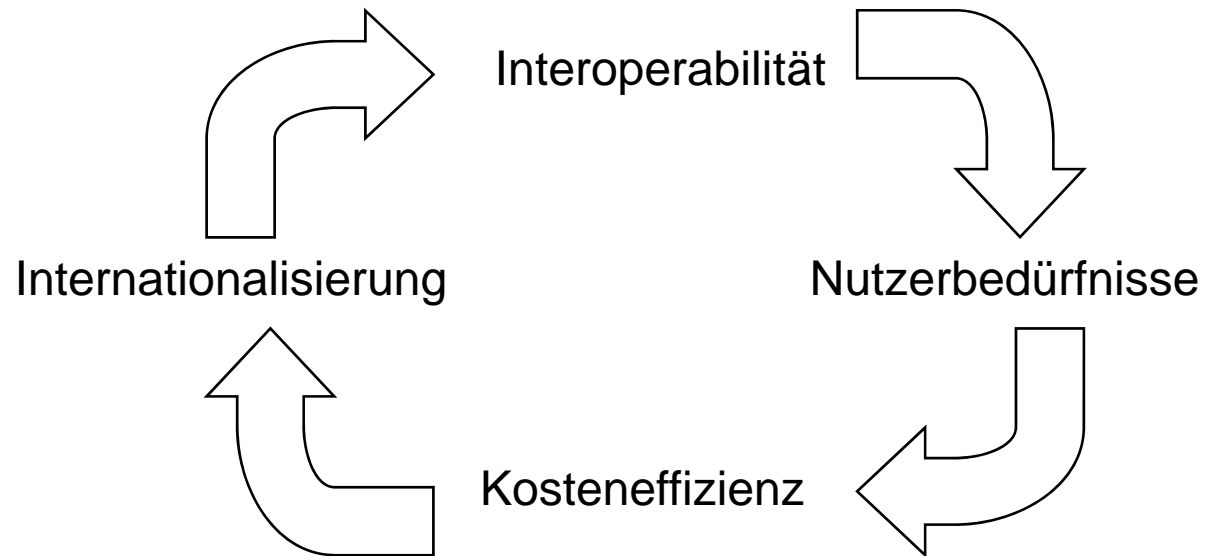 Interoperabilität
Internationalisierung
Nutzerbedürfnisse
Kosteneffizienz